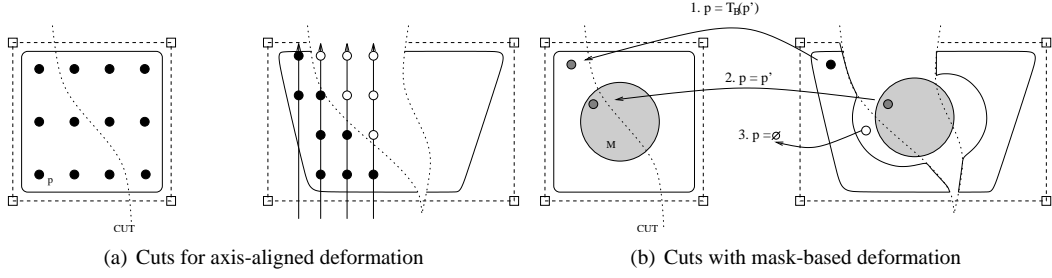 1. p = T_B(p')
2. p = p'
M
3. p = ∅
p
CUT
CUT
(a) Cuts for axis-aligned deformation
(b) Cuts with mask-based deformation